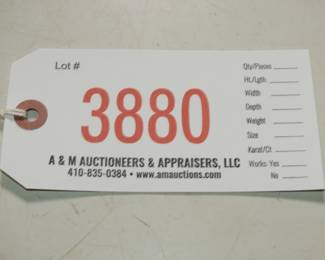 Lot #
3880
A & M AUCTIONEERS & APPRAISERS, LLC
410-835-0384 • www.amauctions.com
Qty/Pieces
Ht./Lgth
Width
Depth
Weight
Size
Karat/Ct
Works-Yes
No